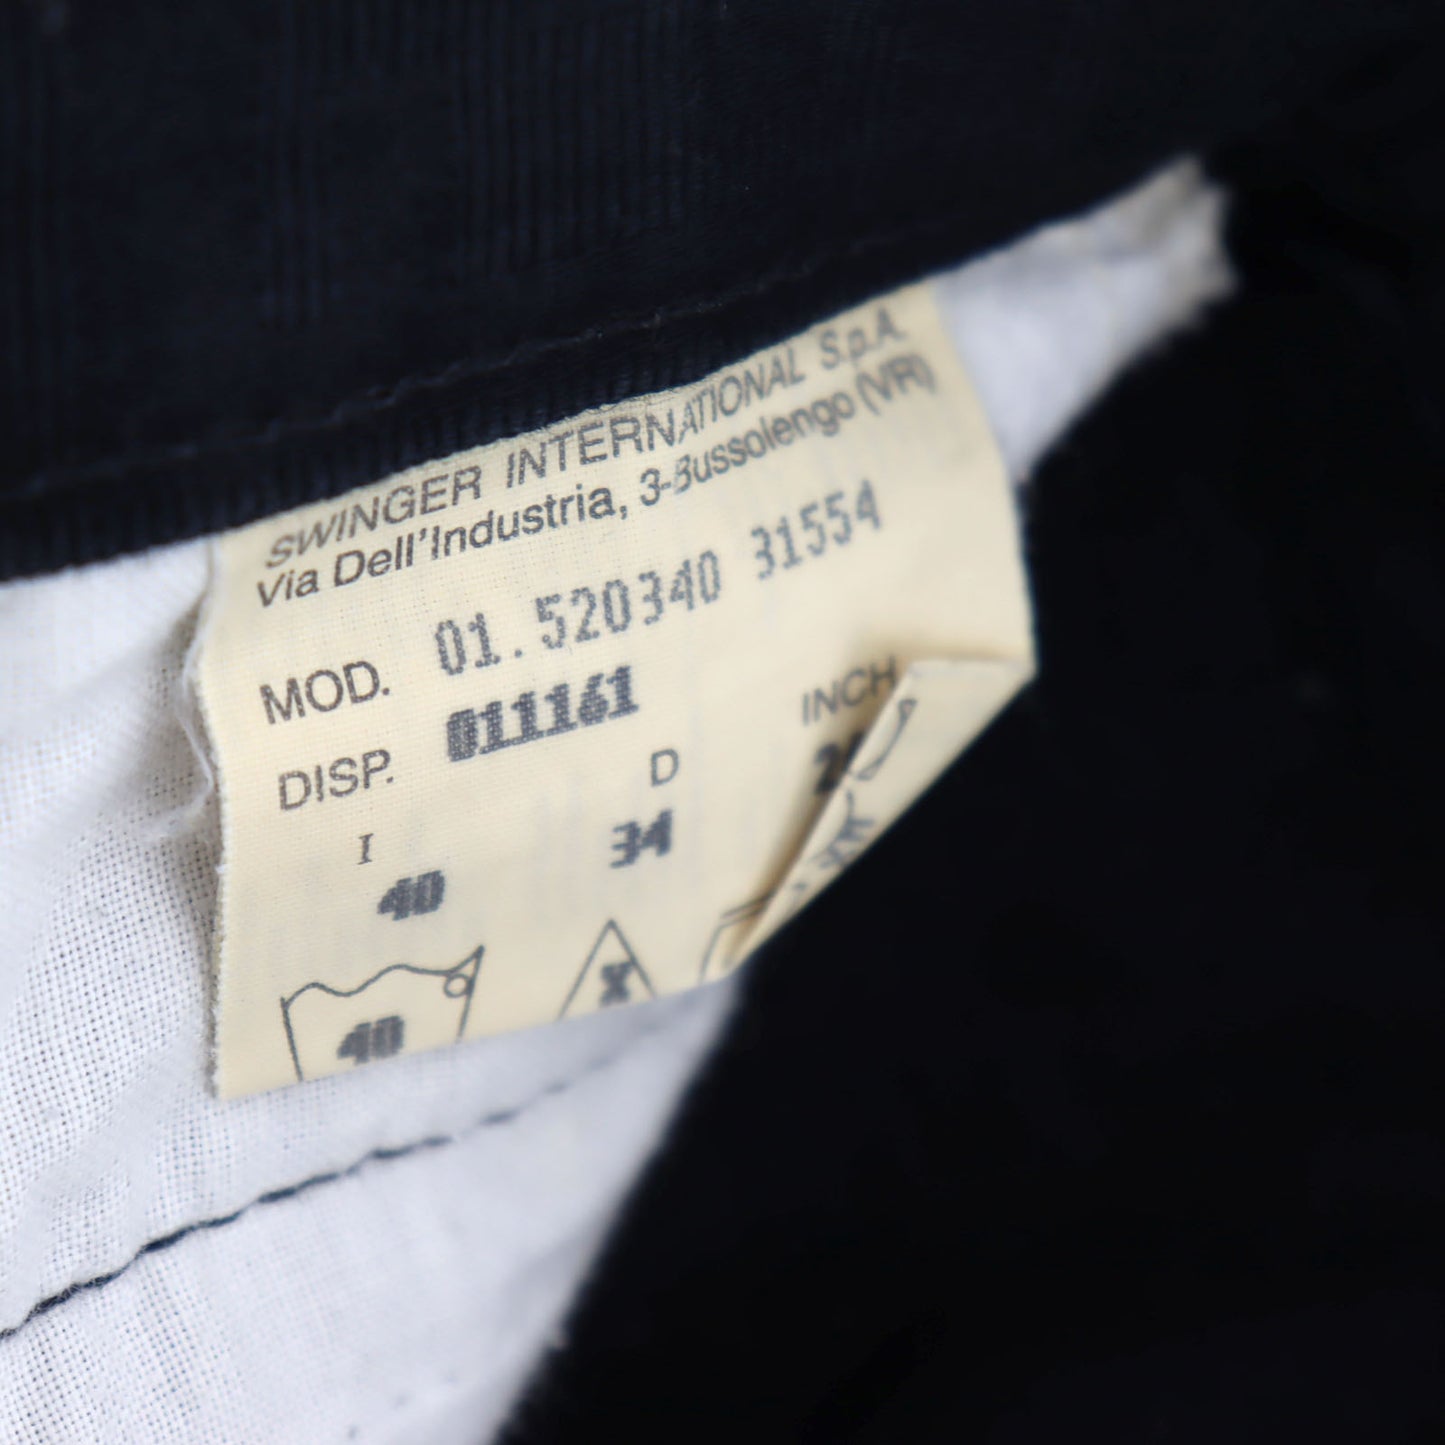 SWINGER INTERNATIONAL S.p.A.
Via Dell'Industria, 3-Bussolengo (VR)
MOD. 01.520340 31554
DISP. 011161
I D INCH
40 34
40 X